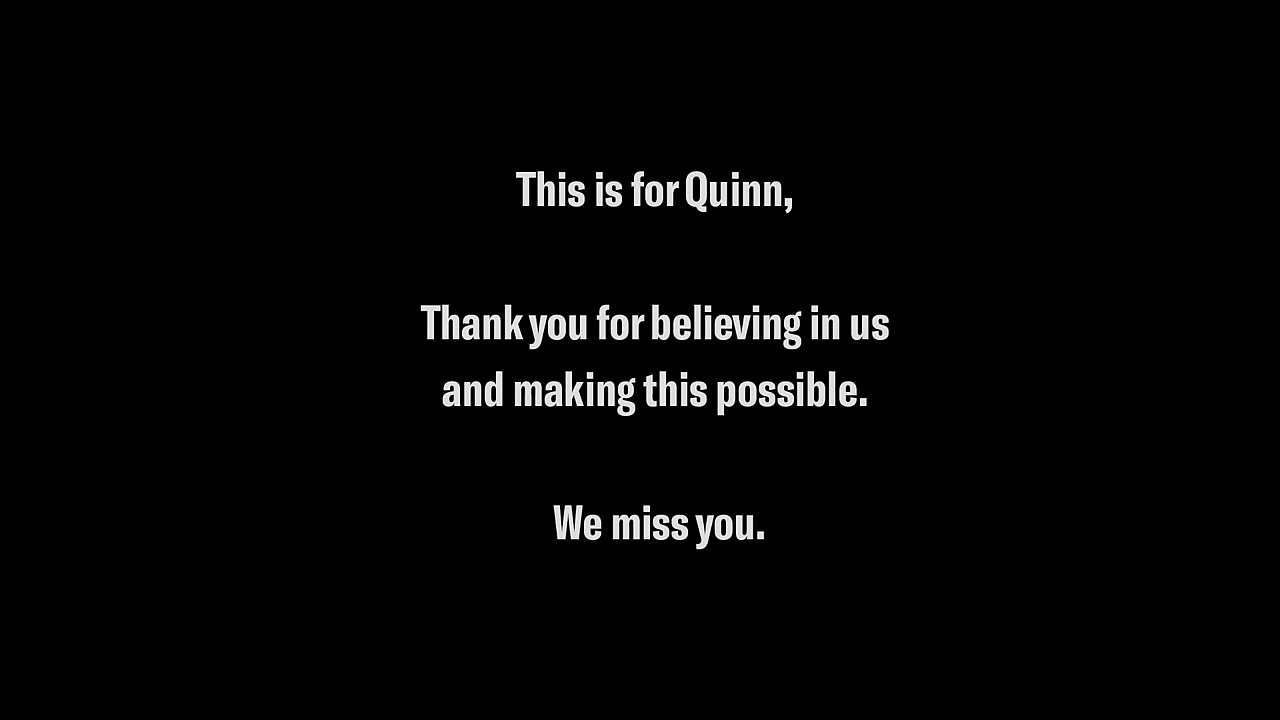 This is for Quinn,
Thank you for believing in us
and making this possible.
We miss you.